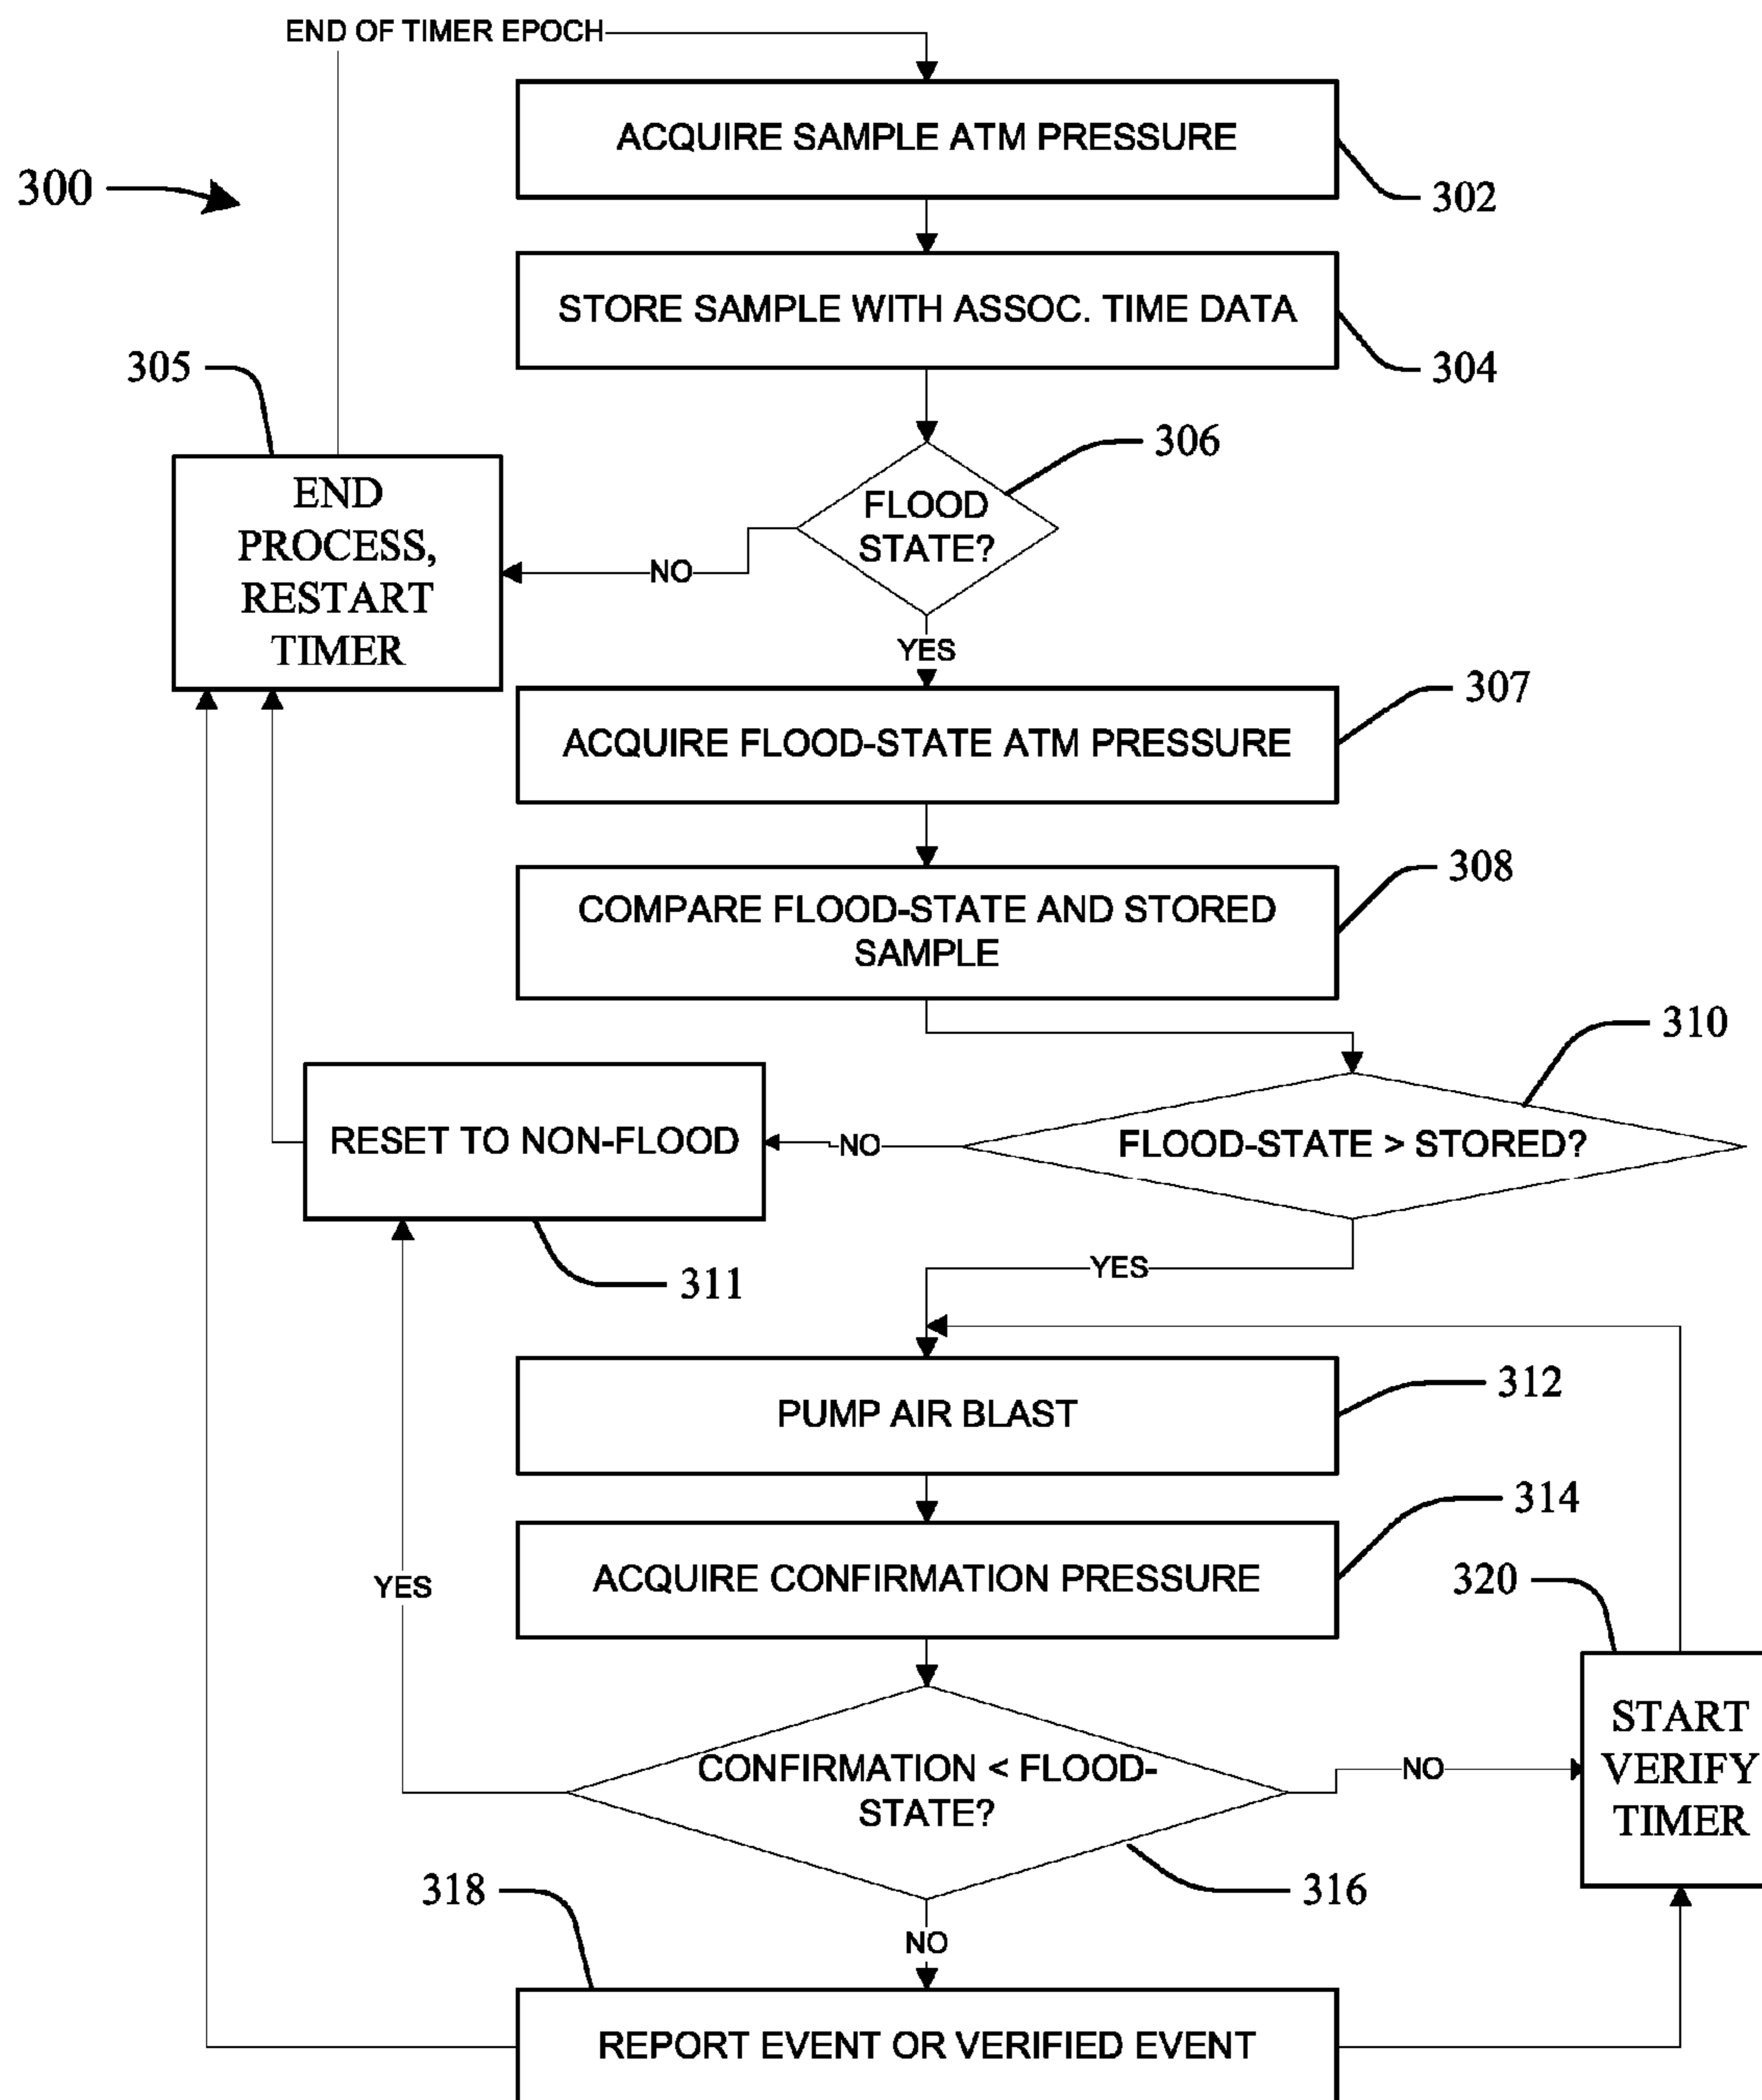 END OF TIMER EPOCH
300
ACQUIRE SAMPLE ATM PRESSURE
302
STORE SAMPLE WITH ASSOC. TIME DATA
304
305
END
PROCESS,
RESTART
TIMER
306
FLOOD
STATE?
NO
YES
307
ACQUIRE FLOOD-STATE ATM PRESSURE
308
COMPARE FLOOD-STATE AND STORED
SAMPLE
310
RESET TO NON-FLOOD
NO
FLOOD-STATE > STORED?
311
YES
PUMP AIR BLAST
312
314
ACQUIRE CONFIRMATION PRESSURE
YES
320
START
VERIFY
TIMER
CONFIRMATION < FLOOD-
STATE?
NO
318
316
NO
REPORT EVENT OR VERIFIED EVENT